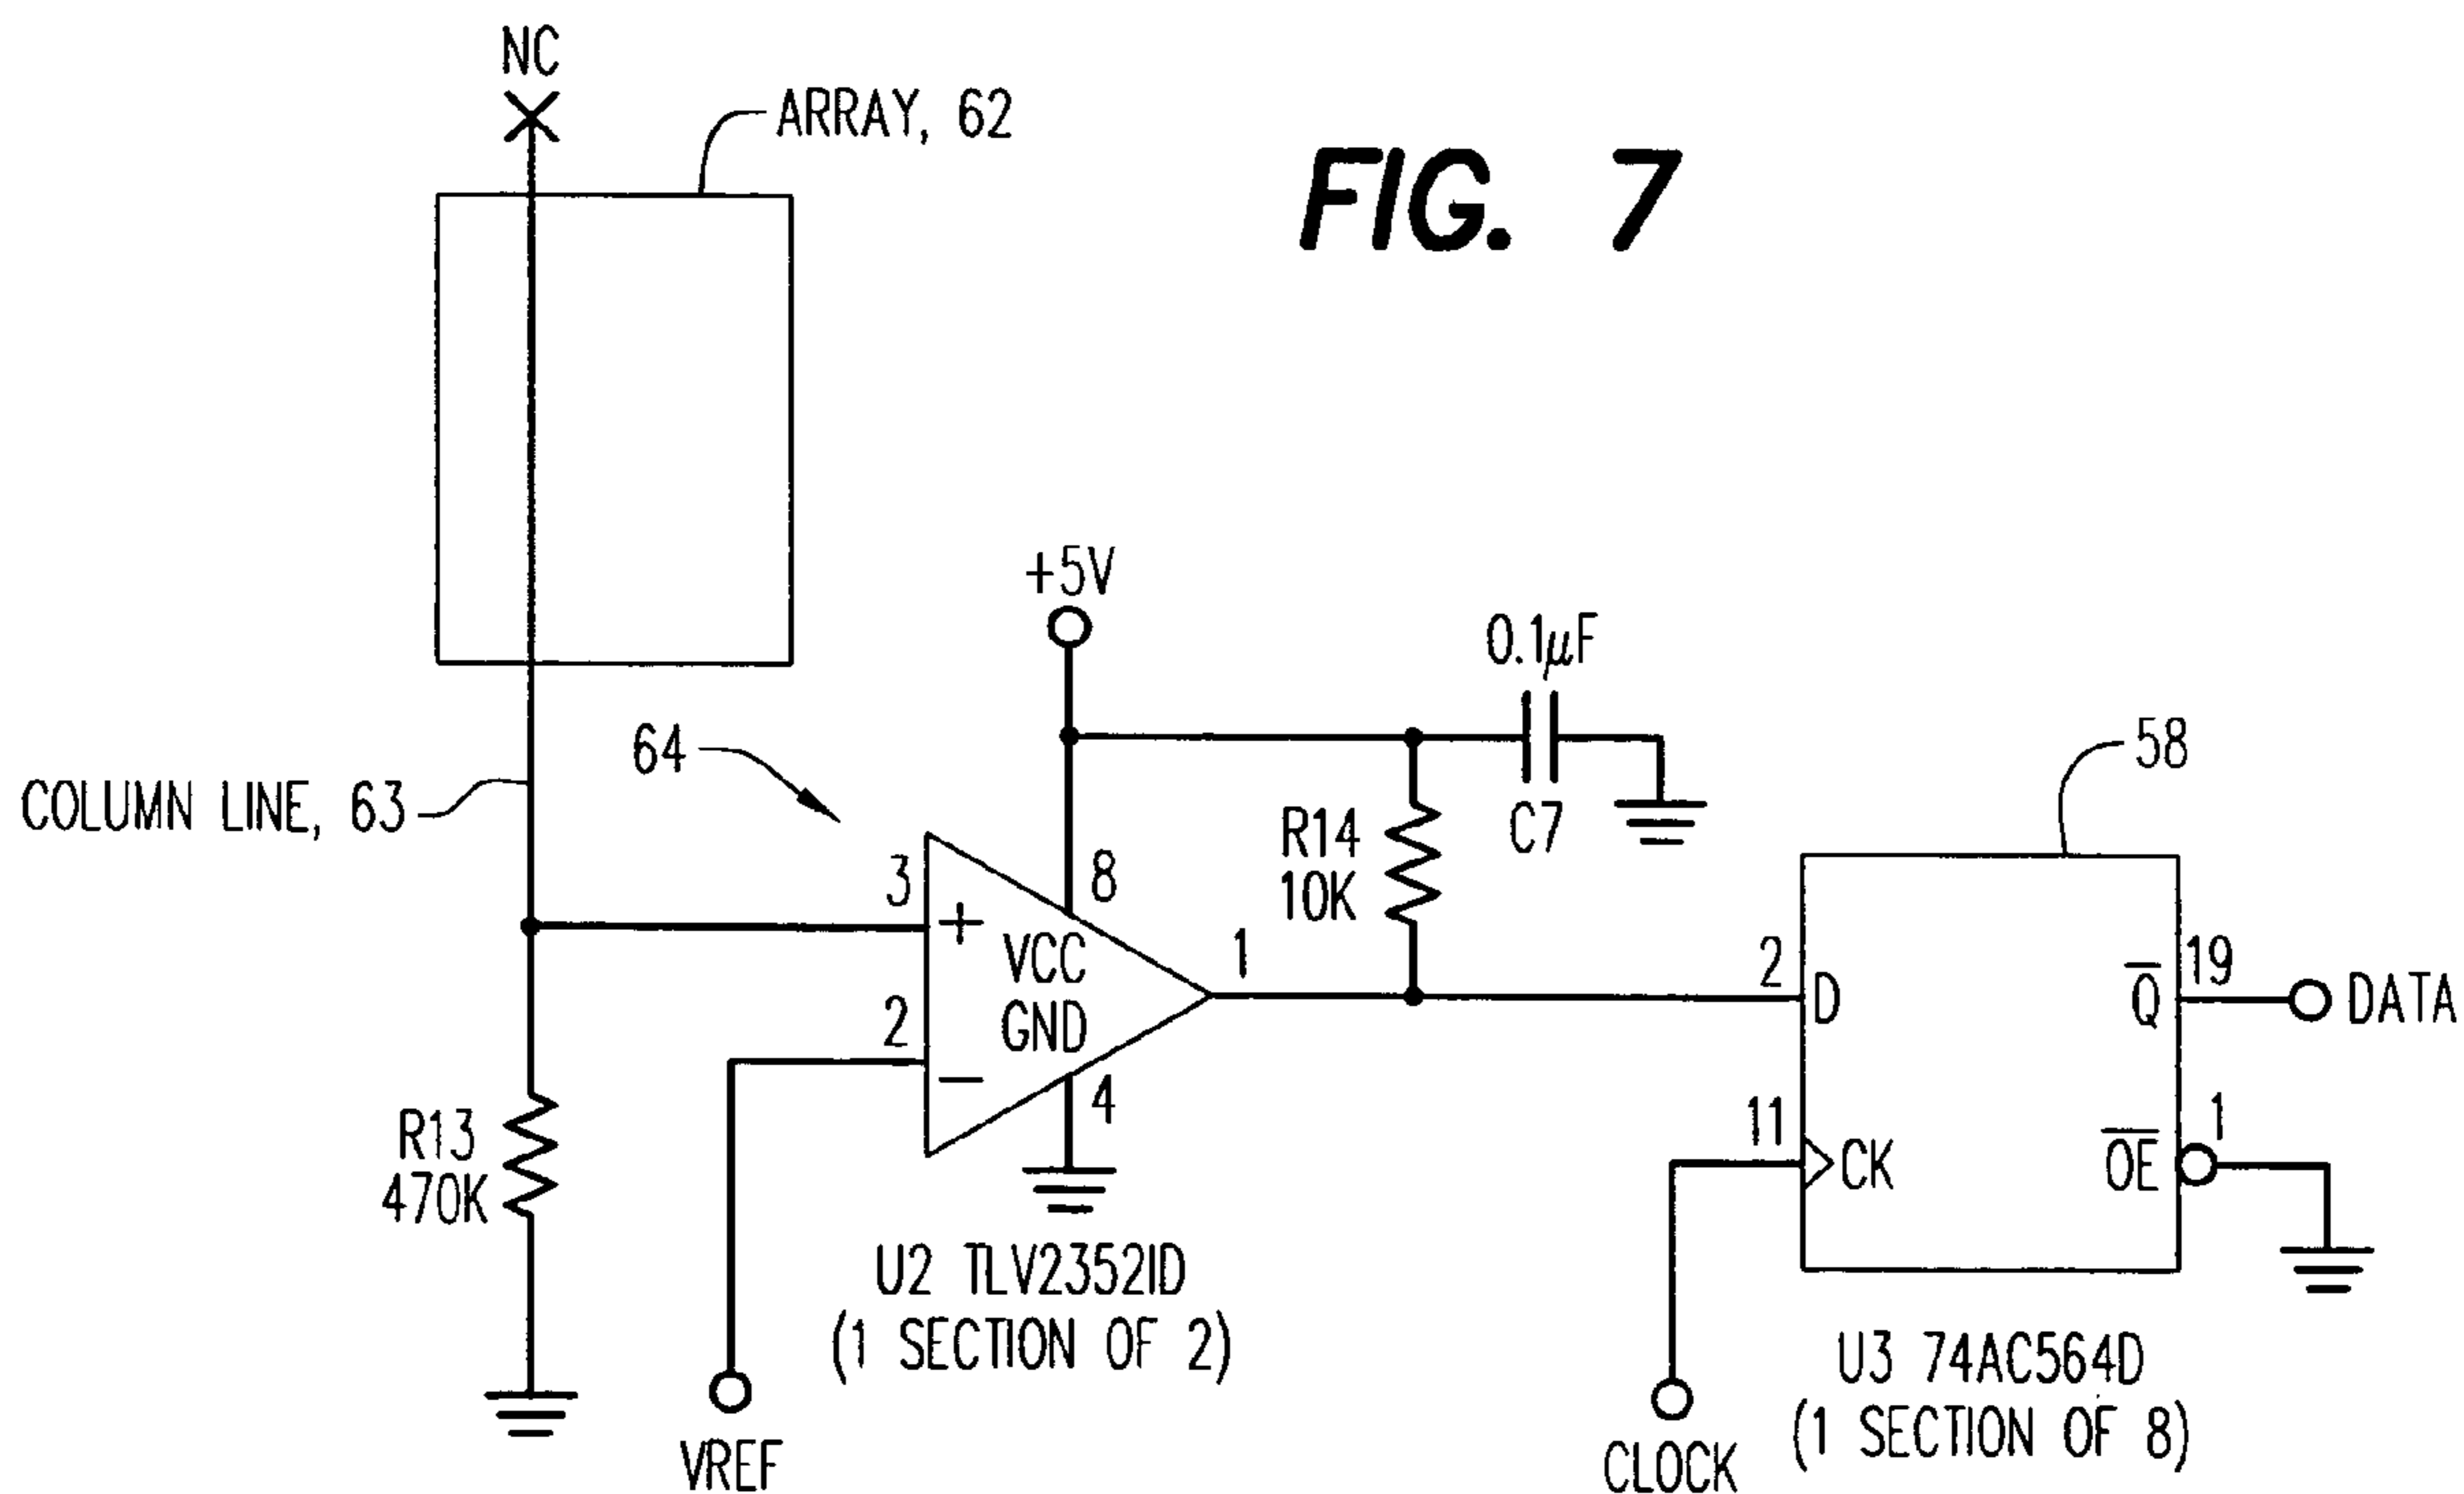 NC
ARRAY, 62
FIG. 7
+5V
0.1μF
C7
58
64
COLUMN LINE, 63
R14
10K
3
8
+
VCC
GND
1
2
−
4
2
D
Q̅
19
DATA
11
CK
O̅E̅
1
R13
470K
U2 TLV2352ID
(1 SECTION OF 2)
U3 74AC564D
(1 SECTION OF 8)
VREF
CLOCK